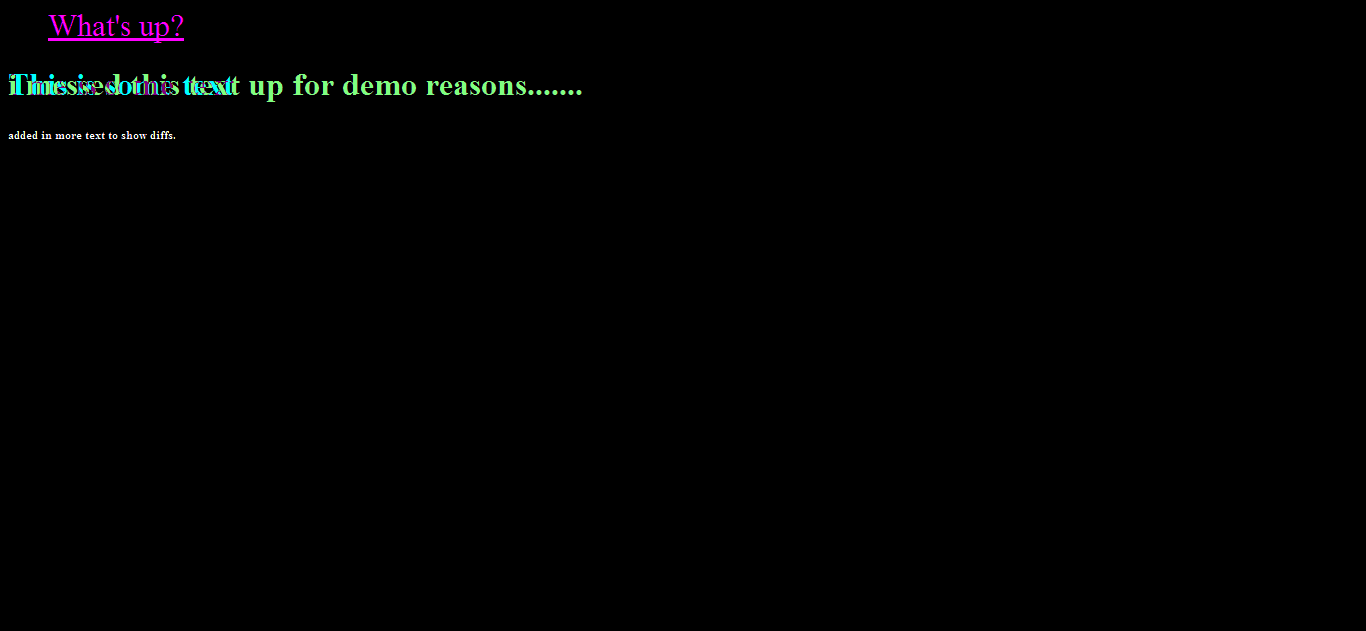 What's up?
i messed this text up for demo reasons.......
This is some text
added in more text to show diffs.